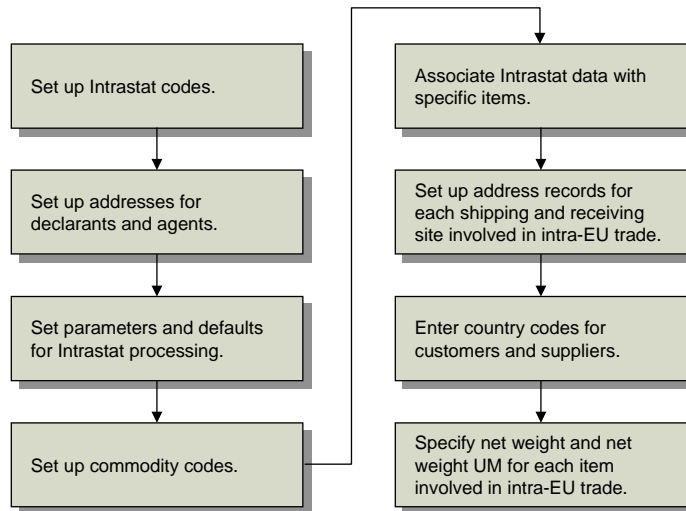 Set up Intrastat codes.
Set up addresses for
declarants and agents.
Set parameters and defaults
for Intrastat processing.
Set up commodity codes.
Associate Intrastat data with
specific items.
Set up address records for
each shipping and receiving
site involved in intra-EU trade.
Enter country codes for
customers and suppliers.
Specify net weight and net
weight UM for each item
involved in intra-EU trade.